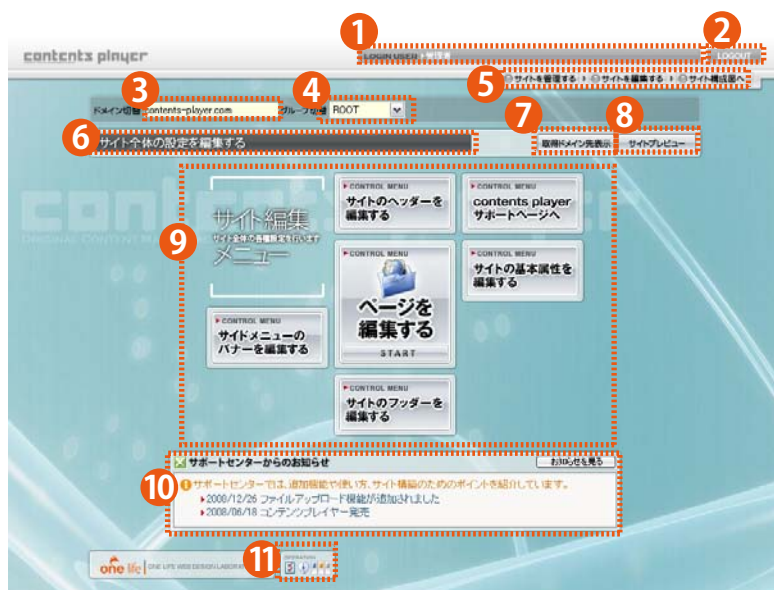 1
2
contents player
LOGIN USER
管理者
LOGOUT
3
4
5
サイトを管理する
サイトを編集する
サイト構成図へ
ドメイン切替
contents-player.com
ROOT
6
7
8
サイト全体の設定を編集する
取得ドメイン先表示
サイトプレビュー
9
サイト編集
サイト全体の各種設定を行います
メニュー
CONTROL MENU
サイトのヘッダーを
編集する
CONTROL MENU
contents player
サポートページへ
CONTROL MENU
ページを
編集する
START
CONTROL MENU
サイトの基本属性を
編集する
CONTROL MENU
サイドメニューの
バナーを編集する
CONTROL MENU
サイトのフッダーを
編集する
10
サポートセンターからのお知らせ
お知らせを見る
サポートセンターでは、追加機能や使い方、サイト構築のためのポイントを紹介しています。
2008/12/26 ファイルアップロード機能が追加されました
2008/06/18 コンテンツプレイヤー発売
11
one life
ONE LIFE WEB DESIGN LABORAT
OPERATION